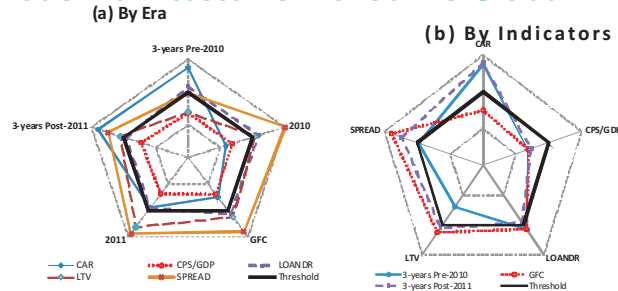 (a) By Era
(b) By Indicators
3-years Pre-2010
2010
GFC
2011
3-years Post-2011
CAR
CPS/GDP
LOANDR
LTV
SPREAD
Threshold
CAR
CPS/GDP
LOANDR
LTV
SPREAD
3-years Pre-2010
GFC
3-years Post-2011
Threshold